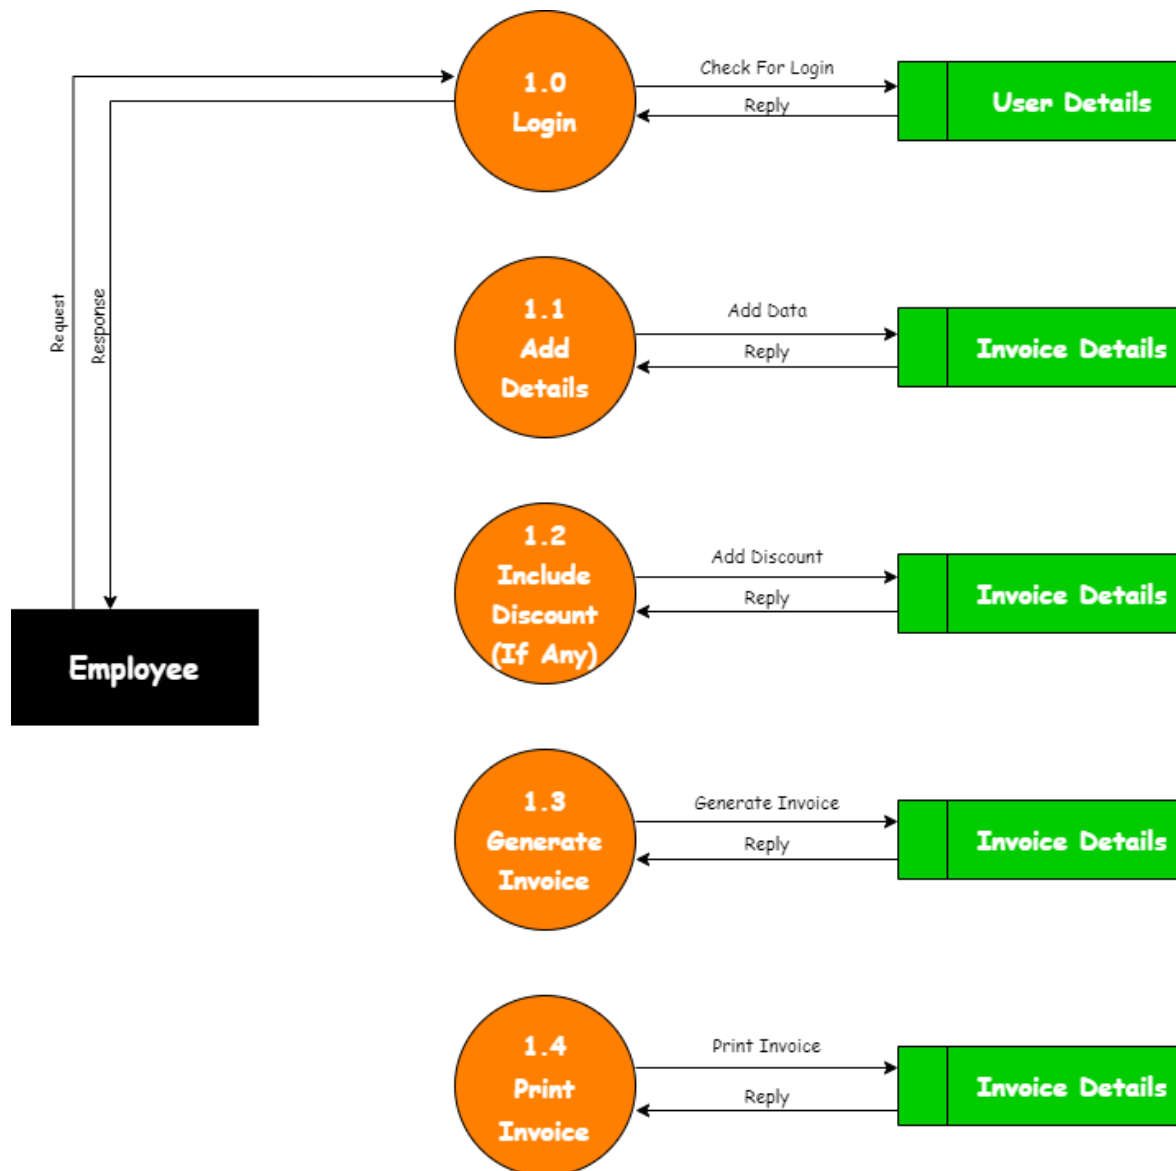 1.0
Login
Check For Login
Reply
User Details
Request
Response
1.1
Add
Details
Add Data
Reply
Invoice Details
1.2
Include
Discount
(If Any)
Add Discount
Reply
Invoice Details
Employee
1.3
Generate
Invoice
Generate Invoice
Reply
Invoice Details
1.4
Print
Invoice
Print Invoice
Reply
Invoice Details